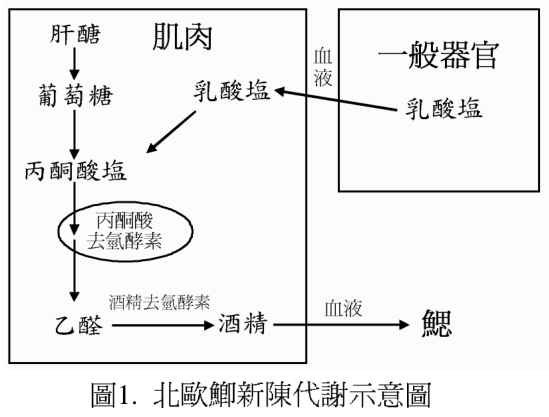 肝醣
肌肉
血
液
一般器官
葡萄糖
乳酸塩
乳酸塩
丙酮酸塩
丙酮酸
去氫酵素
酒精去氫酵素
乙醛
酒精
血液
鰓
圖1. 北歐鯽新陳代謝示意圖